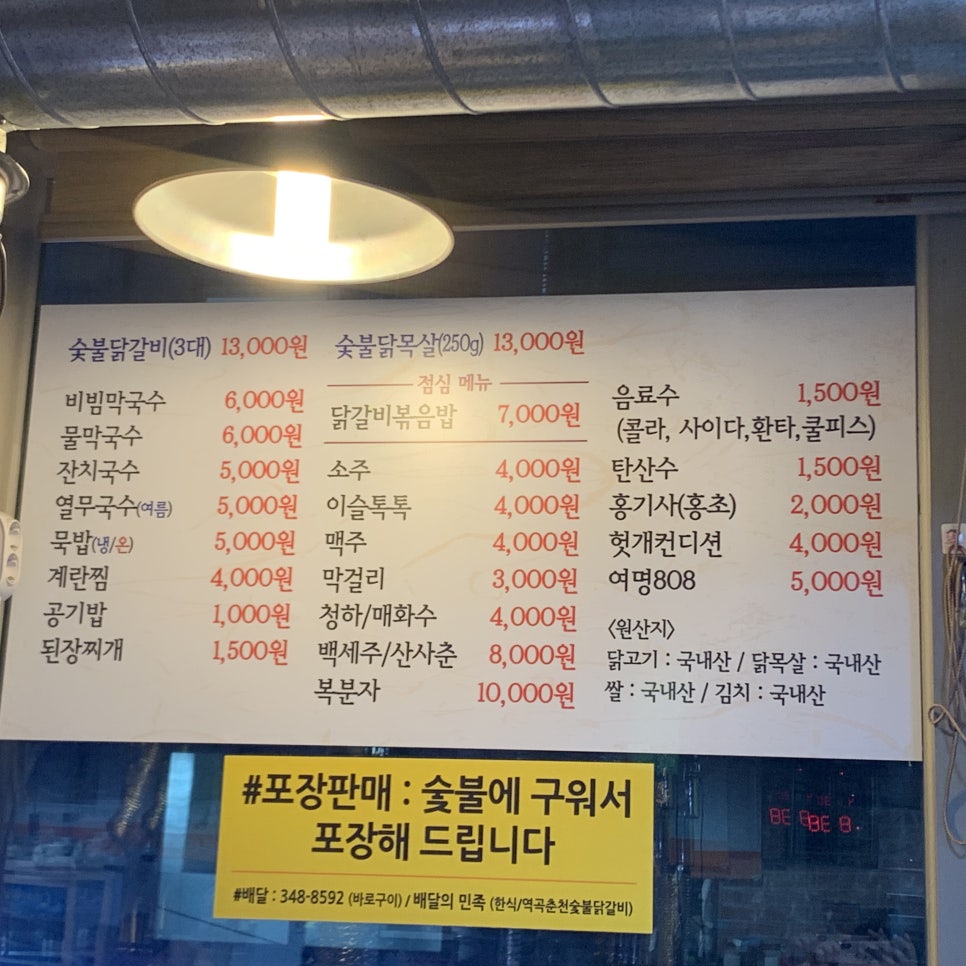 숯불닭갈비(3대) 13,000원
비빔막국수 6,000원
물막국수 6,000원
잔치국수 5,000원
열무국수(여름) 5,000원
묵밥(냉/온) 5,000원
계란찜 4,000원
공기밥 1,000원
된장찌개 1,500원
숯불닭목살(250g) 13,000원
점심 메뉴
닭갈비볶음밥 7,000원
소주 4,000원
이슬톡톡 4,000원
맥주 4,000원
막걸리 3,000원
청하/매화수 4,000원
백세주/산사춘 8,000원
복분자 10,000원
음료수 1,500원
(콜라, 사이다,환타,쿨피스)
탄산수 1,500원
홍기사(홍초) 2,000원
헛개컨디션 4,000원
여명808 5,000원
<원산지>
닭고기 : 국내산 / 닭목살 : 국내산
쌀 : 국내산 / 김치 : 국내산
#포장판매 : 숯불에 구워서
포장해 드립니다
#배달 : 348-8592 (바로구이) / 배달의 민족 (한식/역곡춘천숯불닭갈비)